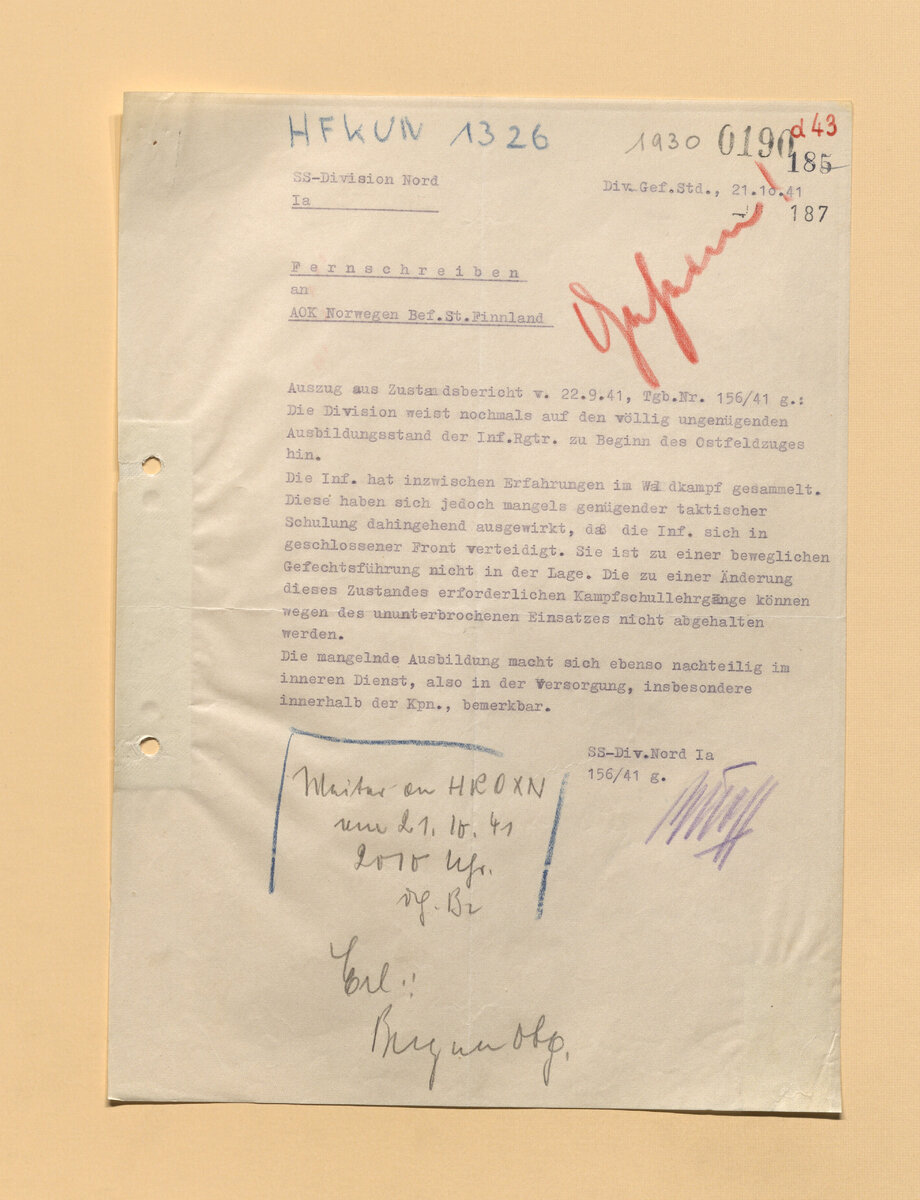 HFKUN 1326 1930 0190 d 43
185
SS-Division Nord Div.Gef.Std., 21.10.41
Ia 187
Geheim!
Fernschreiben
an
AOK Norwegen Bef.St.Finnland
Auszug aus Zustandsbericht v. 22.9.41, Tgb.Nr. 156/41 g.:
Die Division weist nochmals auf den völlig ungenügenden
Ausbildungsstand der Inf.Rgtr. zu Beginn des Ostfeldzuges
hin.
Die Inf. hat inzwischen Erfahrungen im Waldkampf gesammelt.
Diese haben sich jedoch mangels genügender taktischer
Schulung dahingehend ausgewirkt, daß die Inf. sich in
geschlossener Front verteidigt. Sie ist zu einer beweglichen
Gefechtsführung nicht in der Lage. Die zu einer Änderung
dieses Zustandes erforderlichen Kampfschullehrgänge können
wegen des ununterbrochenen Einsatzes nicht abgehalten
werden.
Die mangelnde Ausbildung macht sich ebenso nachteilig im
inneren Dienst, also in der Versorgung, insbesondere
innerhalb der Kpn., bemerkbar.
SS-Div.Nord Ia
156/41 g.
Weiter an HROXN
um 21.10.41
2010 Uhr.
Erl.: